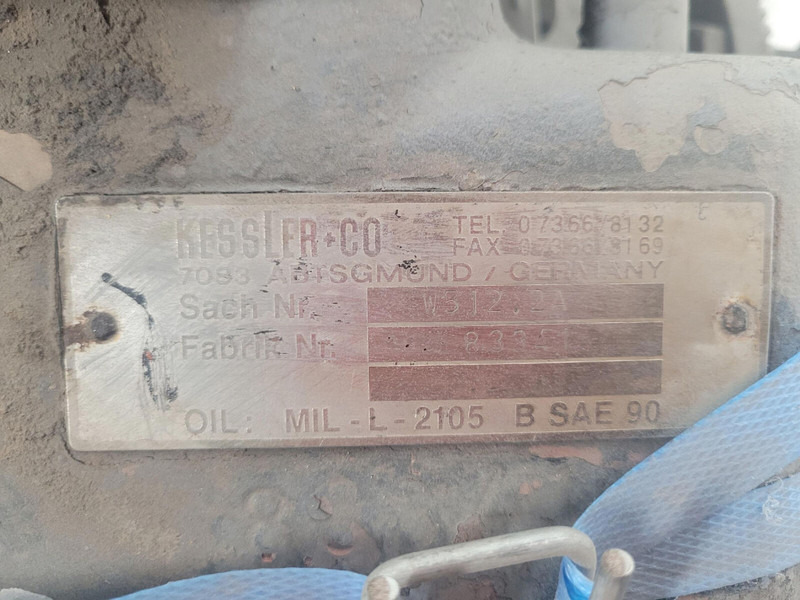 KESSLER+CO TEL. 07366/8132
FAX 07366/8169
7083 ABTSGMÜND / GERMANY
Sach Nr.
Fabrik Nr.
OIL: MIL-L-2105 B SAE 90